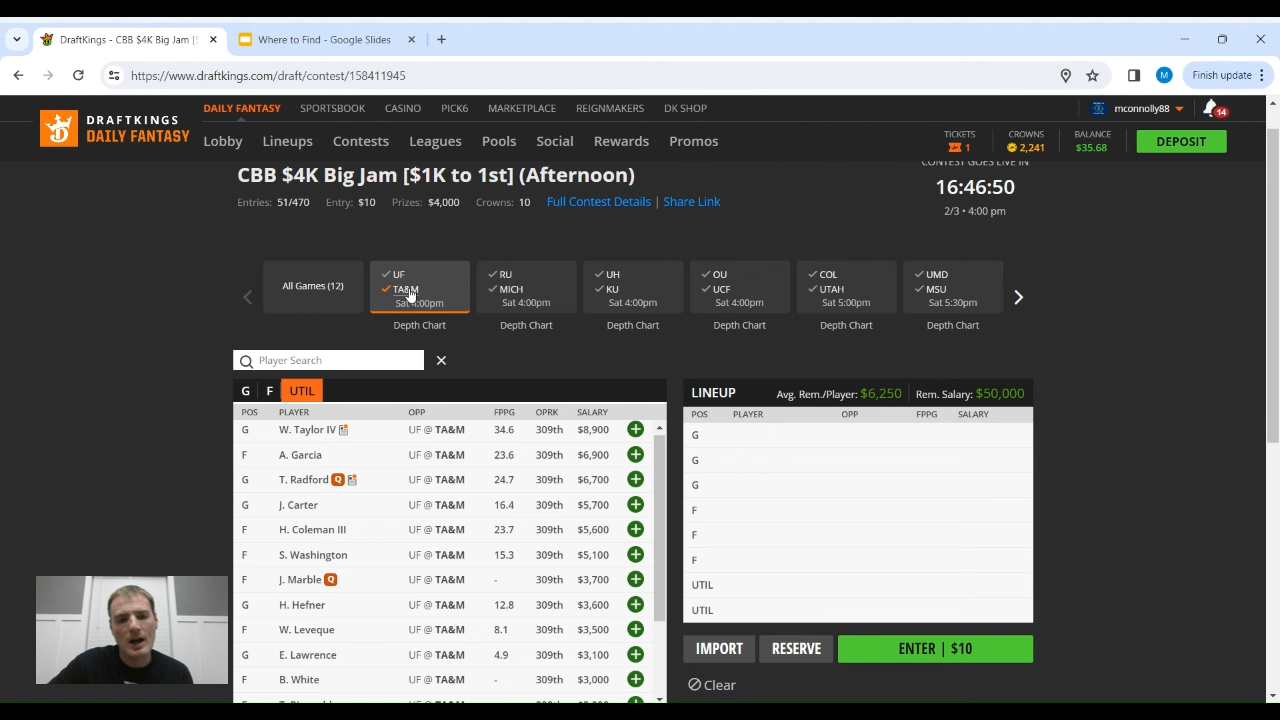 DraftKings - CBB $4K Big Jam [$
Where to Find - Google Slides
https://www.draftkings.com/draft/contest/158411945
M
Finish update
DRAFTKINGS
DAILY FANTASY
DAILY FANTASY SPORTSBOOK CASINO PICK6 MARKETPLACE REIGNMAKERS DK SHOP
mconnolly88
14
Lobby Lineups Contests Leagues Pools Social Rewards Promos
TICKETS CROWNS BALANCE
1 2,241 $35.68
DEPOSIT
CBB $4K Big Jam [$1K to 1st] (Afternoon)
CONTEST GOES LIVE IN
16:46:50
Entries: 51/470 Entry: $10 Prizes: $4,000 Crowns: 10 Full Contest Details | Share Link
2/3 • 4:00 pm
All Games (12)
UF
TA&M
Sat 4:00pm
Depth Chart
RU
MICH
Sat 4:00pm
Depth Chart
UH
KU
Sat 4:00pm
Depth Chart
OU
UCF
Sat 4:00pm
Depth Chart
COL
UTAH
Sat 5:00pm
Depth Chart
UMD
MSU
Sat 5:30pm
Depth Chart
Player Search
G F UTIL
POS PLAYER OPP FPPG OPRK SALARY
G W. Taylor IV UF @ TA&M 34.6 309th $8,900
F A. Garcia UF @ TA&M 23.6 309th $6,900
G T. Radford Q UF @ TA&M 24.7 309th $6,700
G J. Carter UF @ TA&M 16.4 309th $5,700
F H. Coleman III UF @ TA&M 23.7 309th $5,600
F S. Washington UF @ TA&M 15.3 309th $5,100
F J. Marble Q UF @ TA&M - 309th $3,700
G H. Hefner UF @ TA&M 12.8 309th $3,600
F W. Leveque UF @ TA&M 8.1 309th $3,500
G E. Lawrence UF @ TA&M 4.9 309th $3,100
F B. White UF @ TA&M - 309th $3,000
LINEUP Avg. Rem./Player: $6,250 Rem. Salary: $50,000
POS PLAYER OPP FPPG SALARY
G
G
G
F
F
F
UTIL
UTIL
IMPORT RESERVE ENTER | $10
Clear